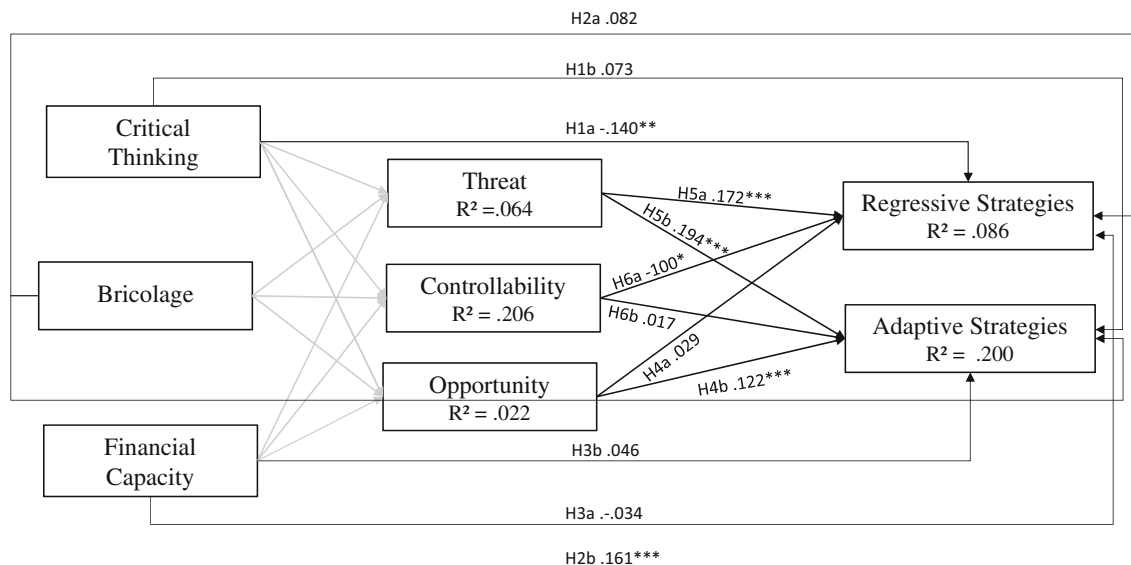 H2a .082
H1b .073
Critical
Thinking
H1a -.140**
Threat
R² =.064
H5a .172***
Regressive Strategies
R² = .086
H5b .194***
Bricolage
Controllability
R² = .206
H6a -100*
H6b .017
Adaptive Strategies
R² = .200
H4a .029
Opportunity
R² = .022
H4b .122***
Financial
Capacity
H3b .046
H3a .-.034
H2b .161***